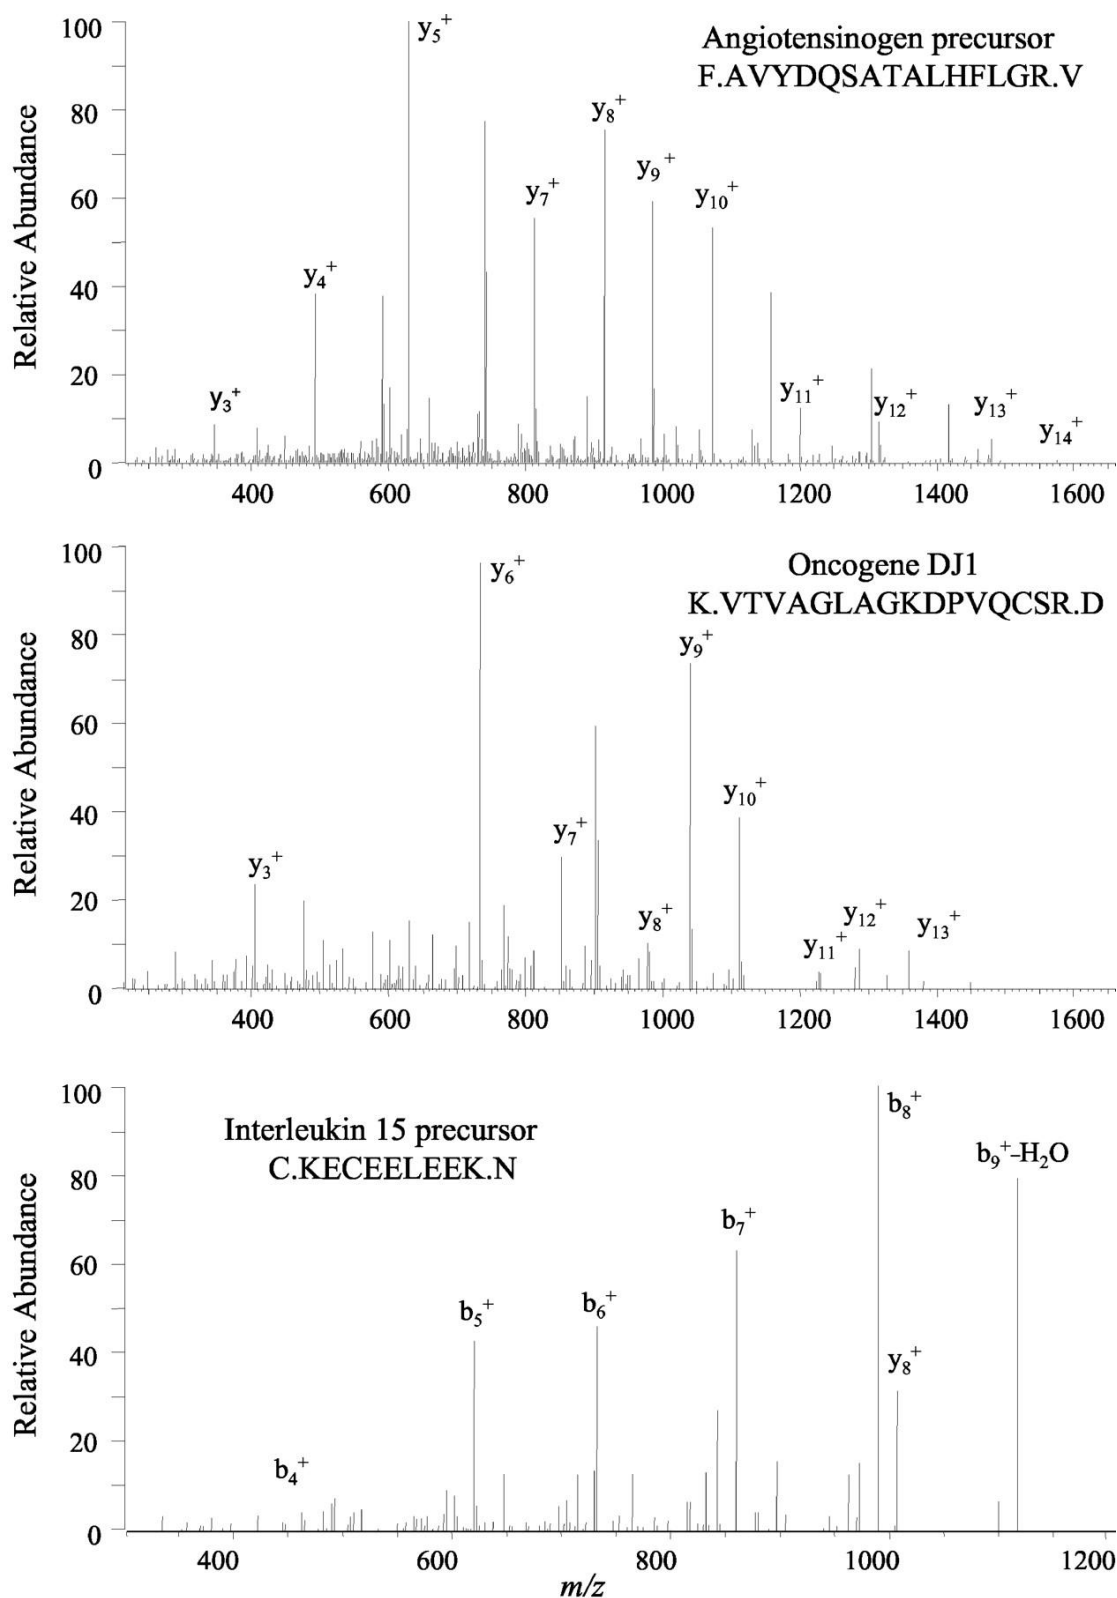 Angiotensinogen precursor
F.AVYDQSATALHFLGR.V
Relative Abundance
100
80
60
40
20
0
y₃⁺
y₄⁺
y₅⁺
y₇⁺
y₈⁺
y₉⁺
y₁₀⁺
y₁₁⁺
y₁₂⁺
y₁₃⁺
y₁₄⁺
400 600 800 1000 1200 1400 1600
Oncogene DJ1
K.VTVAGLAGKDPVQCSR.D
Relative Abundance
100
80
60
40
20
0
y₃⁺
y₆⁺
y₇⁺
y₈⁺
y₉⁺
y₁₀⁺
y₁₁⁺
y₁₂⁺
y₁₃⁺
400 600 800 1000 1200 1400 1600
Interleukin 15 precursor
C.KECEELEEK.N
Relative Abundance
100
80
60
40
20
0
b₄⁺
b₅⁺
b₆⁺
b₇⁺
b₈⁺
y₈⁺
b₉⁺–H₂O
400 600 800 1000 1200
m/z